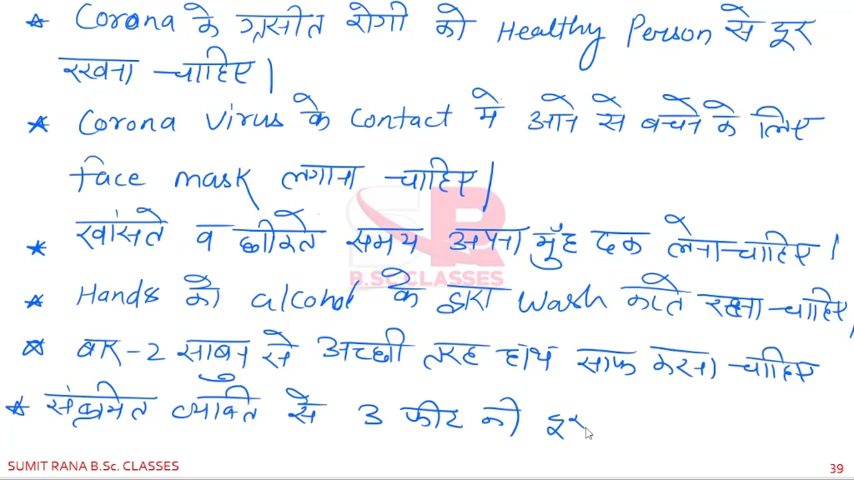 * Corona के ग्रसीत रोगी को Healthy Person से दूर
रखना चाहिए।
* Corona virus के contact मे आने से बचने के लिए
face mask लगाना चाहिए।
* खांसते व छीकते समय अपना मुँह ढक लेना चाहिए।
* Hands को alcohol के द्वारा wash करते रहना चाहिए,
* बार-2 साबुन से अच्छी तरह हाथ साफ करना चाहिए
* संक्रमित व्यक्ति से 3 फीट की दूर
SR
B.SC CLASSES
SUMIT RANA B.Sc. CLASSES
39